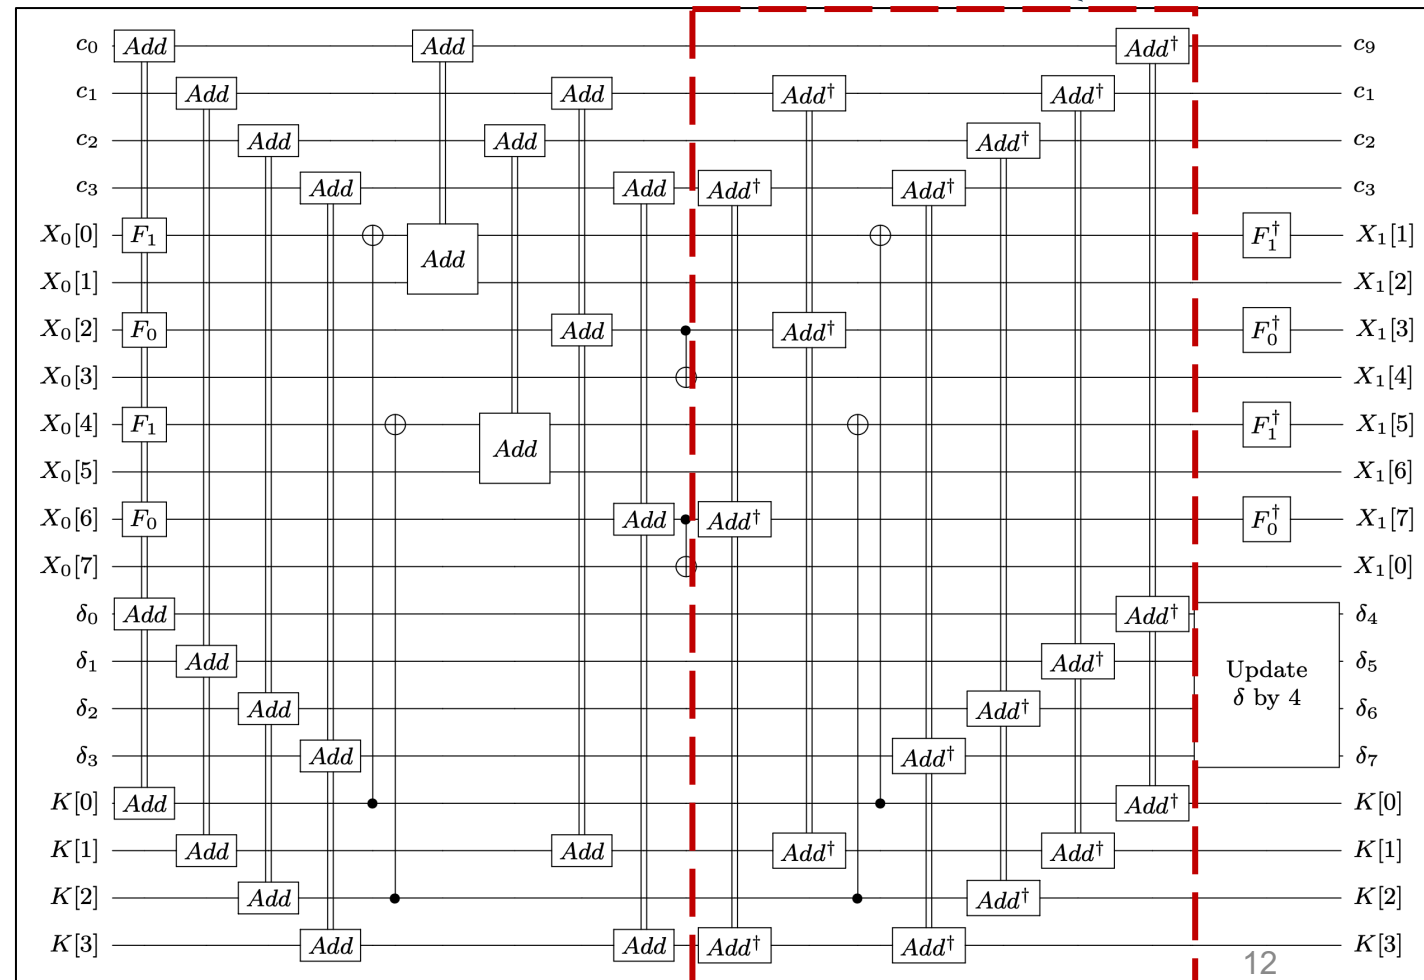 c₀ Add Add Add† c₉
c₁ Add Add Add† Add† c₁
c₂ Add Add Add† c₂
c₃ Add Add Add† Add† c₃
X₀[0] F₁ F₁† X₁[1]
Add
X₀[1] X₁[2]
X₀[2] F₀ Add Add† F₀† X₁[3]
X₀[3] X₁[4]
X₀[4] F₁ F₁† X₁[5]
Add
X₀[5] X₁[6]
X₀[6] F₀ Add Add† F₀† X₁[7]
X₀[7] X₁[0]
δ₀ Add Add† δ₄
δ₁ Add Add† δ₅
Update
δ by 4
δ₂ Add Add† δ₆
δ₃ Add Add† δ₇
K[0] Add Add† K[0]
K[1] Add Add Add† Add† K[1]
K[2] Add Add† K[2]
K[3] Add Add Add† Add† K[3]
12